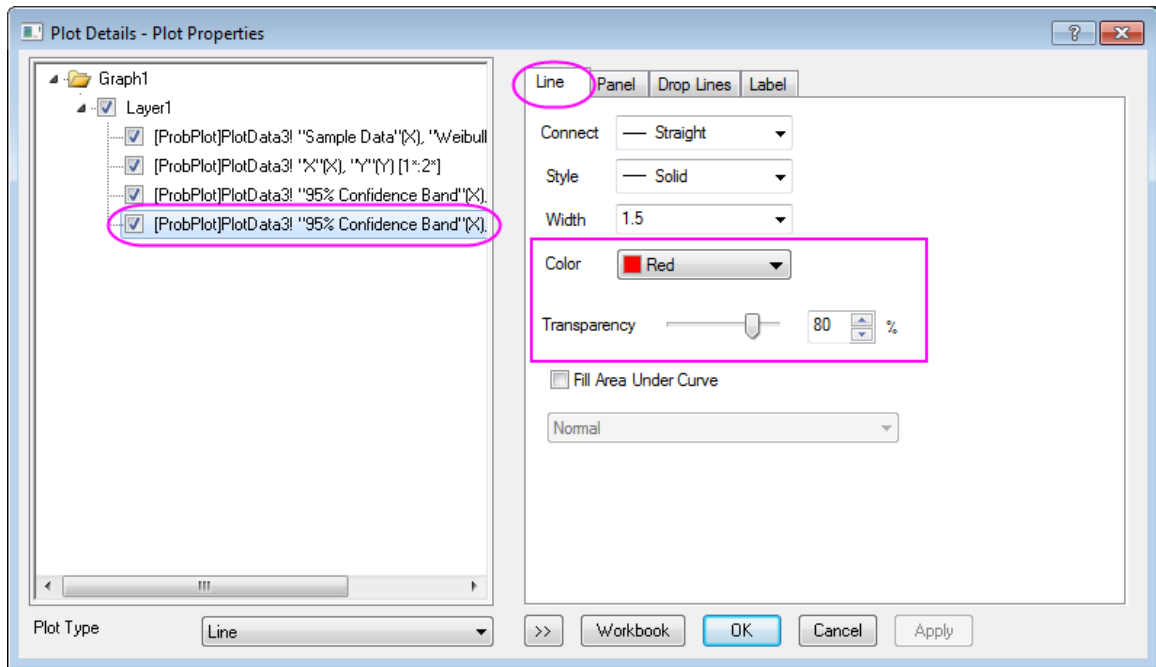 Plot Details - Plot Properties
Graph1
Layer1
[ProbPlot]PlotData3! "Sample Data"(X), "Weibull
[ProbPlot]PlotData3! "X"(X), "Y"(Y) [1*:2*]
[ProbPlot]PlotData3! "95% Confidence Band"(X).
[ProbPlot]PlotData3! "95% Confidence Band"(X).
Plot Type
Line
Line Panel Drop Lines Label
Connect Straight
Style Solid
Width 1.5
Color Red
Transparency 80 %
Fill Area Under Curve
Normal
>> Workbook OK Cancel Apply